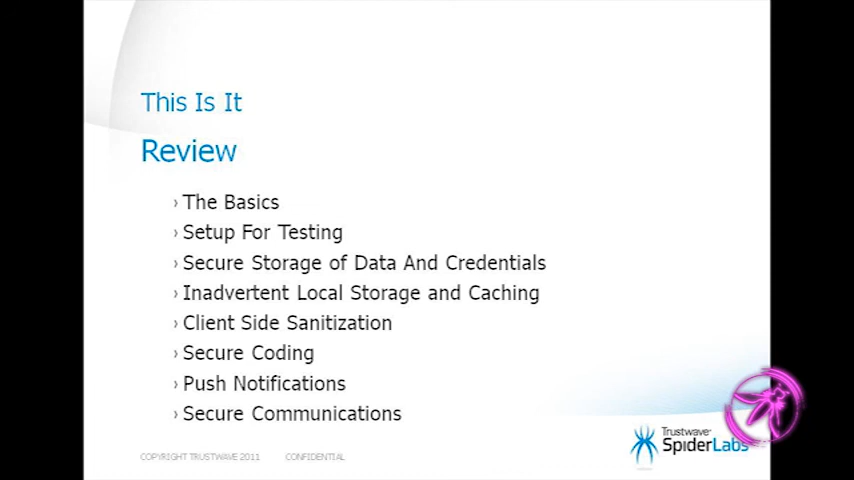 This Is It
Review
› The Basics
› Setup For Testing
› Secure Storage of Data And Credentials
› Inadvertent Local Storage and Caching
› Client Side Sanitization
› Secure Coding
› Push Notifications
› Secure Communications
Trustwave
SpiderLabs
COPYRIGHT TRUSTWAVE 2011 CONFIDENTIAL